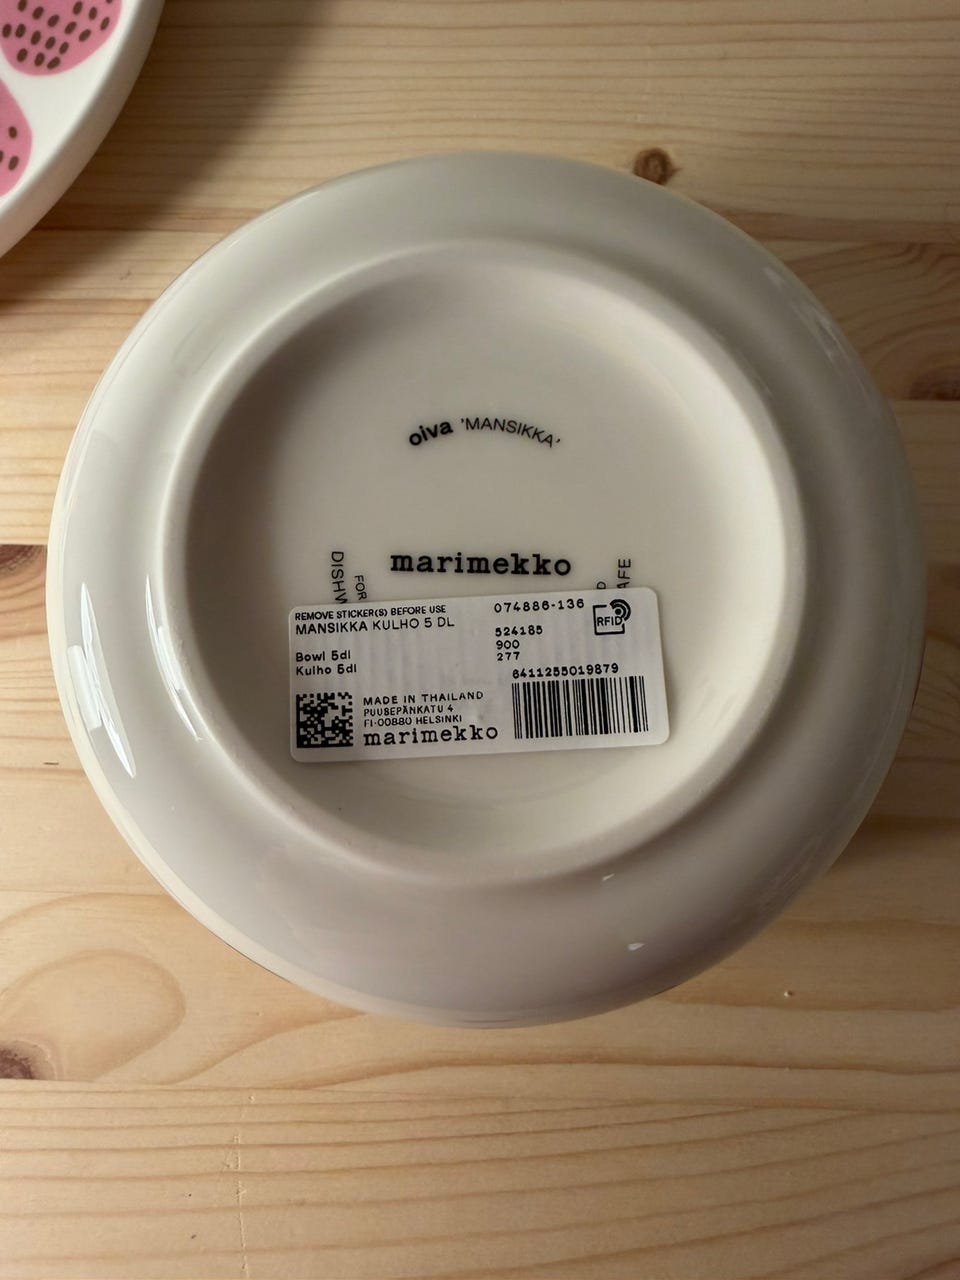 oiva 'MANSIKKA'
marimekko
REMOVE STICKER(S) BEFORE USE
MANSIKKA KULHO 5 DL
Bowl 5dl
Kulho 5dl
074886-136
RFID
524185
900
277
6411255019879
MADE IN THAILAND
PUUSEPÄNKATU 4
FI-00880 HELSINKI
marimekko
FOR